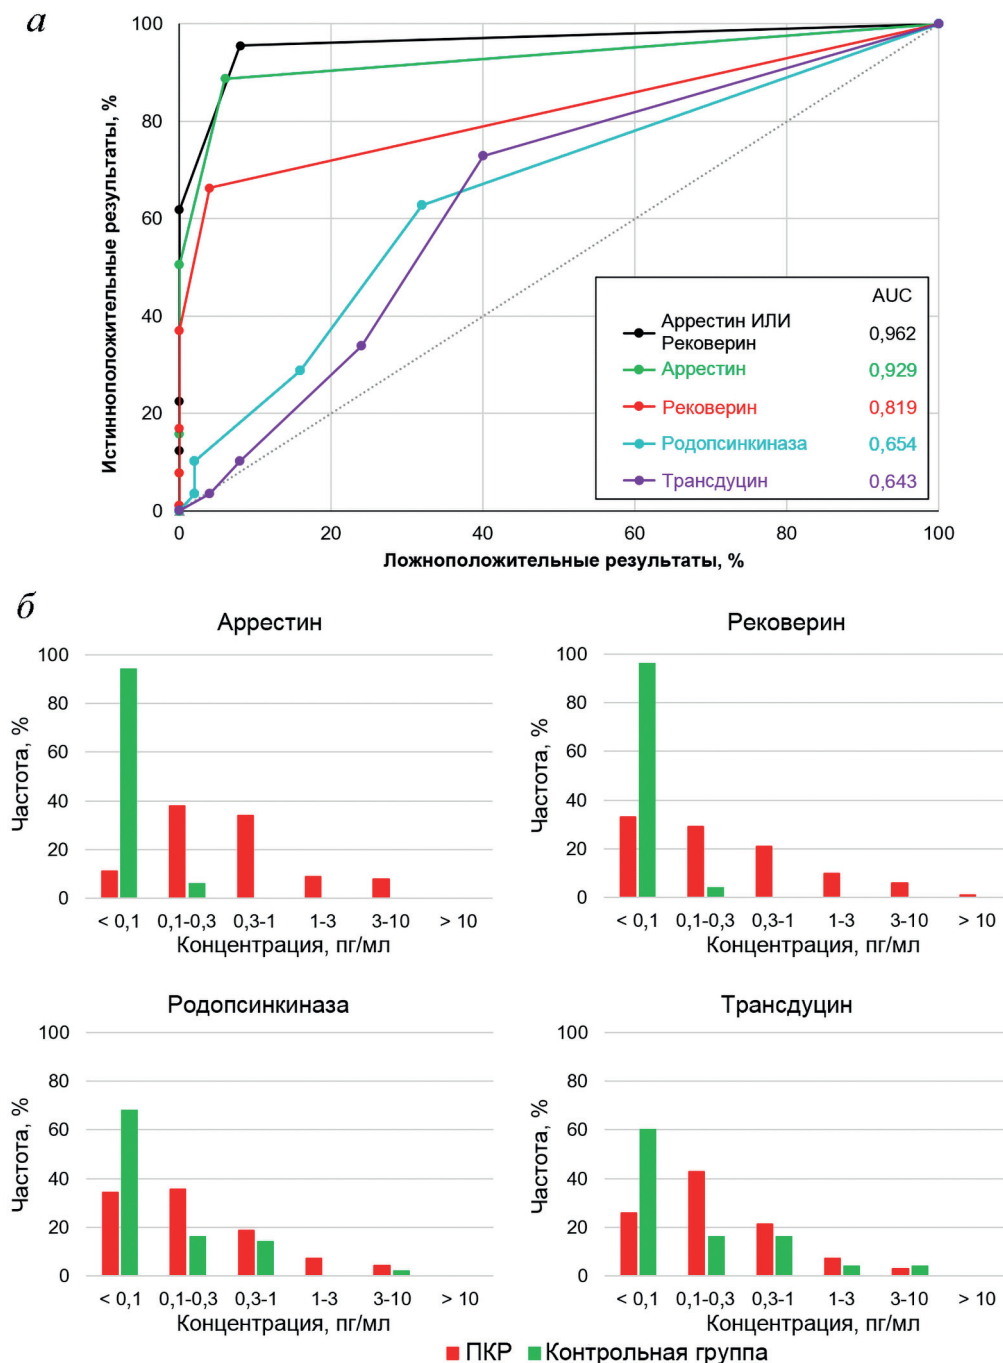 а
Истинноположительные результаты, %
100
80
60
40
20
0
0 20 40 60 80 100
Ложноположительные результаты, %
AUC
Аррестин ИЛИ
Рековерин 0,962
Аррестин 0,929
Рековерин 0,819
Родопсинкиназа 0,654
Трансдуцин 0,643
б
Аррестин
Частота, %
100
80
60
40
20
0
< 0,1 0,1-0,3 0,3-1 1-3 3-10 > 10
Концентрация, пг/мл
Рековерин
Частота, %
100
80
60
40
20
0
< 0,1 0,1-0,3 0,3-1 1-3 3-10 > 10
Концентрация, пг/мл
Родопсинкиназа
Частота, %
100
80
60
40
20
0
< 0,1 0,1-0,3 0,3-1 1-3 3-10 > 10
Концентрация, пг/мл
Трансдуцин
Частота, %
100
80
60
40
20
0
< 0,1 0,1-0,3 0,3-1 1-3 3-10 > 10
Концентрация, пг/мл
ПКР Контрольная группа